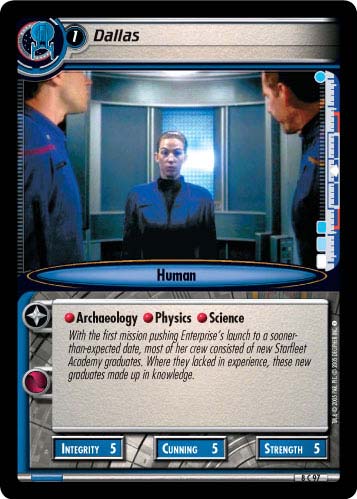 1 Dallas
Human
Archaeology Physics Science
With the first mission pushing Enterprise's launch to a sooner-
than-expected date, most of her crew consisted of new Starfleet
Academy graduates. Where they lacked in experience, these new
graduates made up in knowledge.
INTEGRITY 5 CUNNING 5 STRENGTH 5
8 C 97